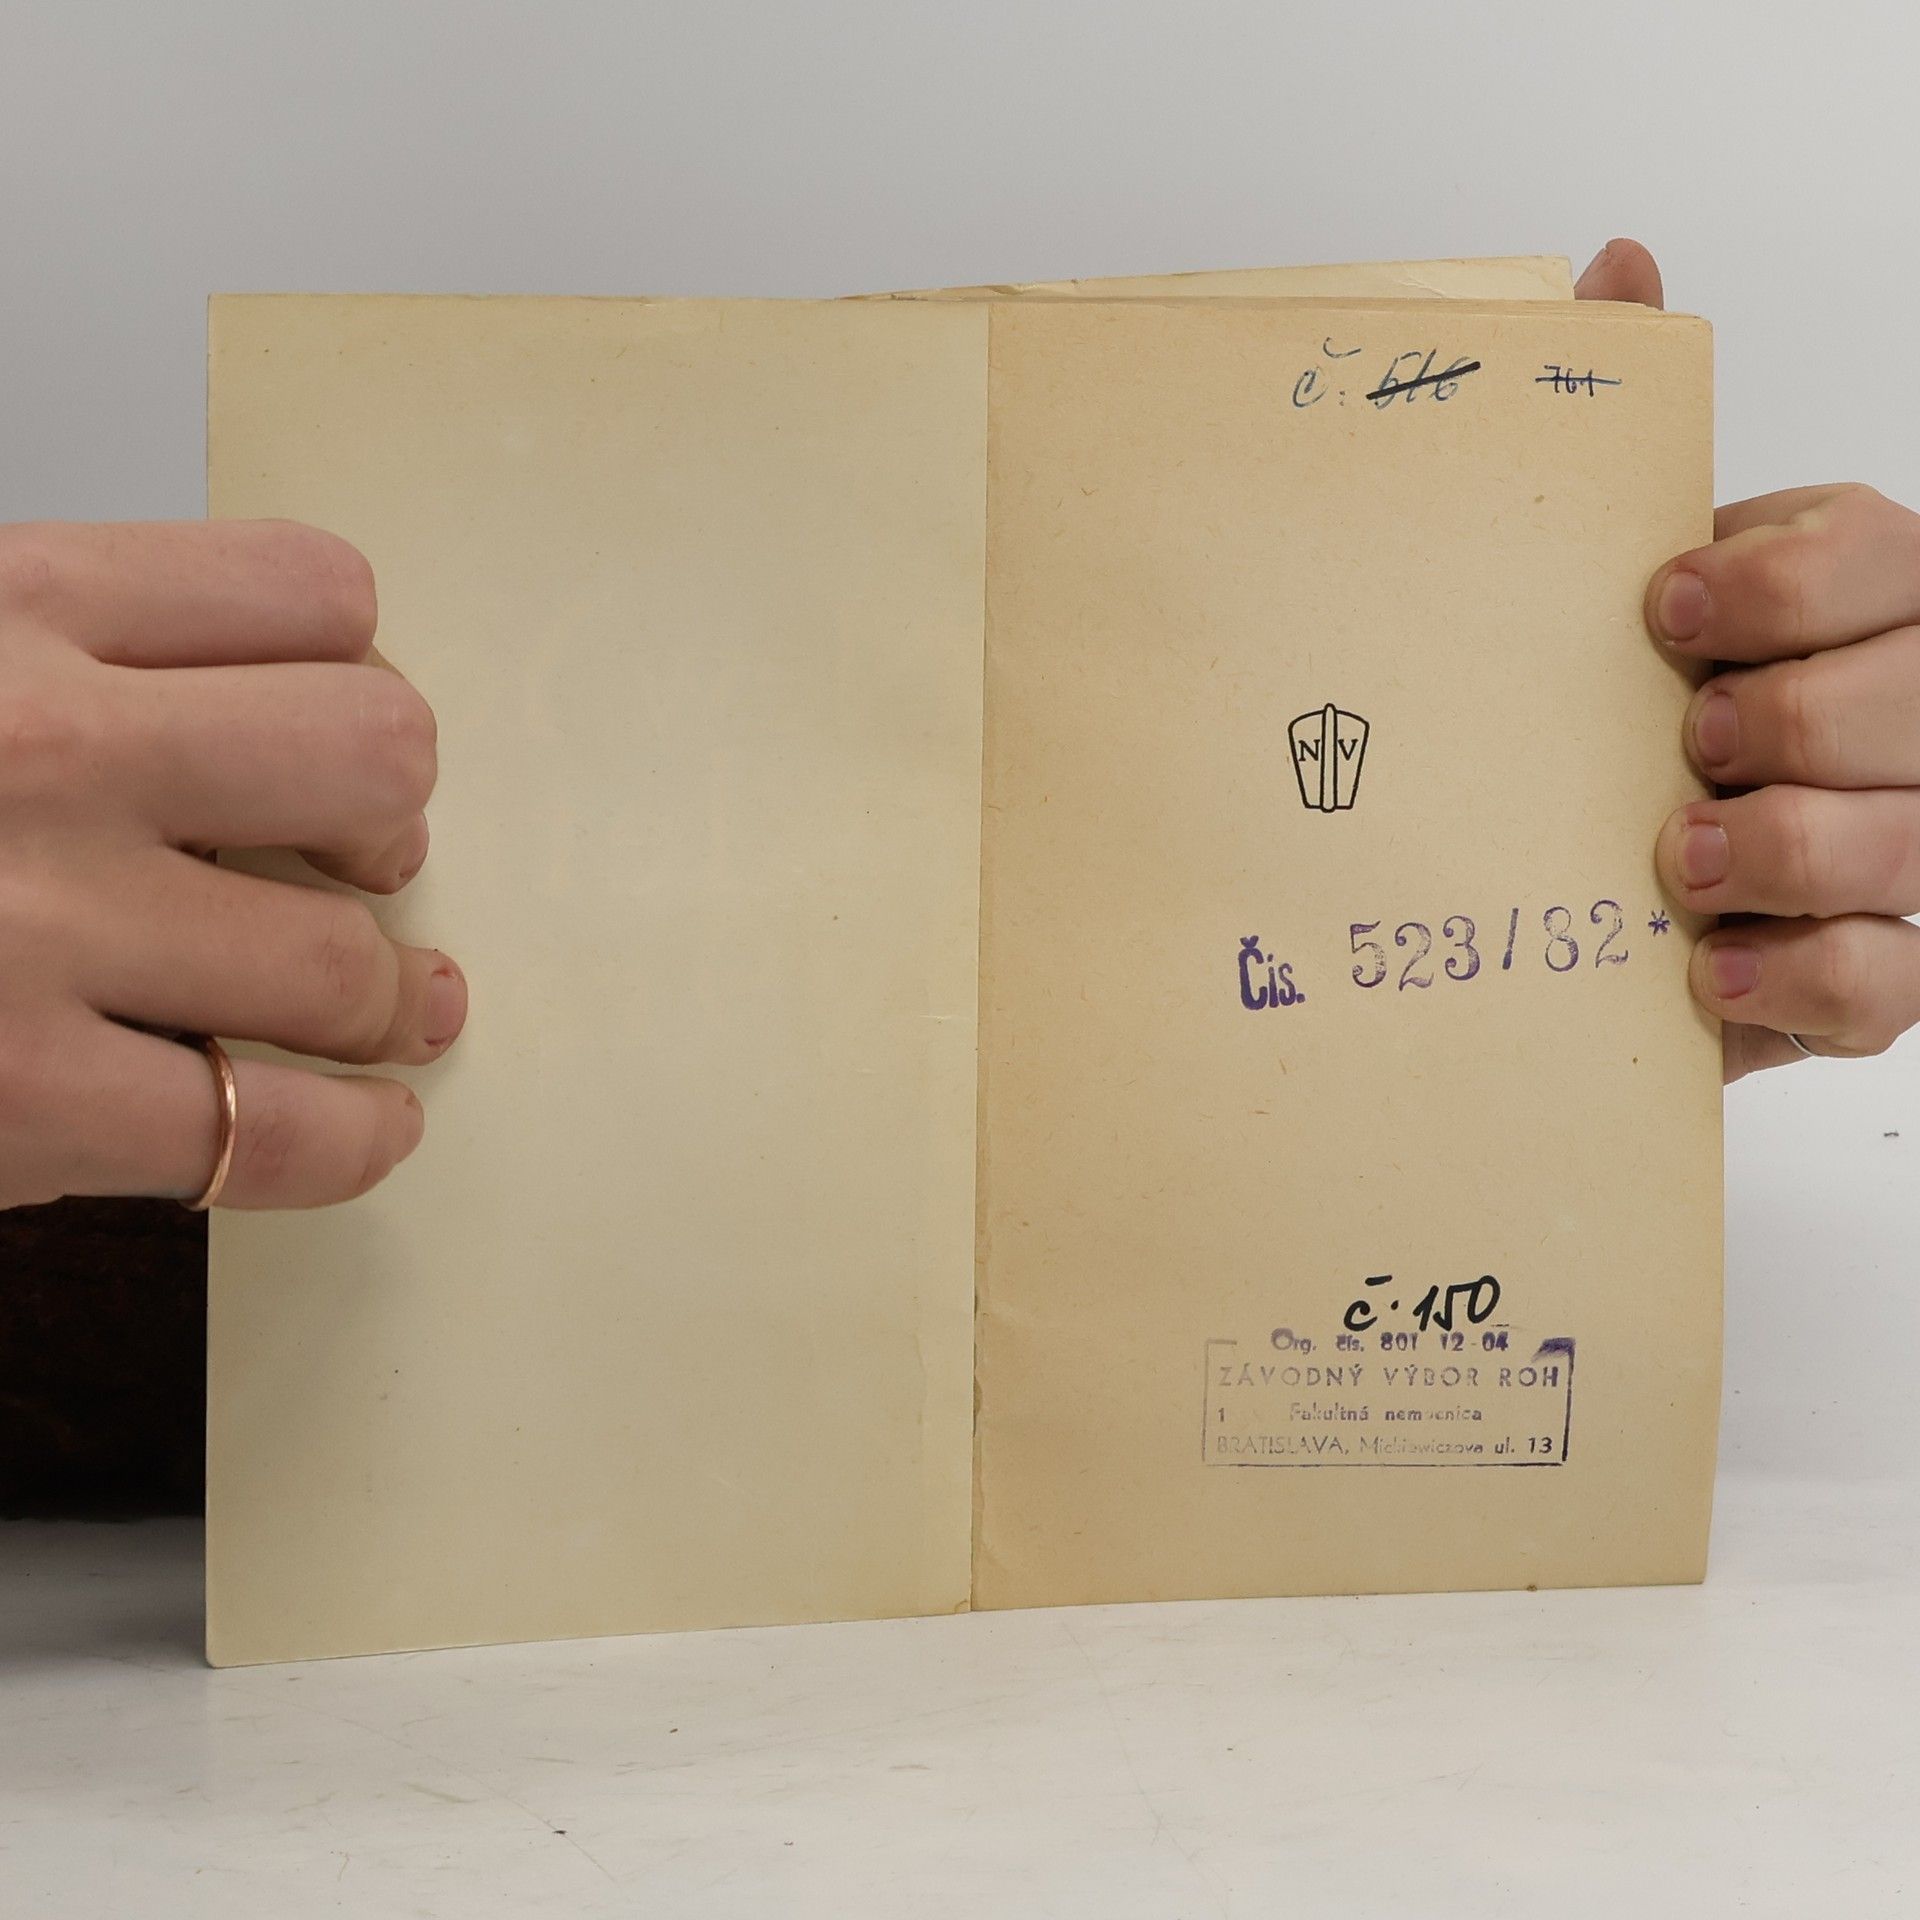 č: 516 761
N V
Čis. 523/82*
č. 150
Org. čís. 801 12-04
ZÁVODNÝ VÝBOR ROH
1 Fakultná nemocnica
BRATISLAVA, Mickiewiczova ul. 13